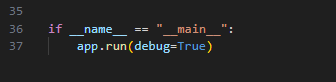 35
36 if __name__ == "__main__":
37     app.run(debug=True)